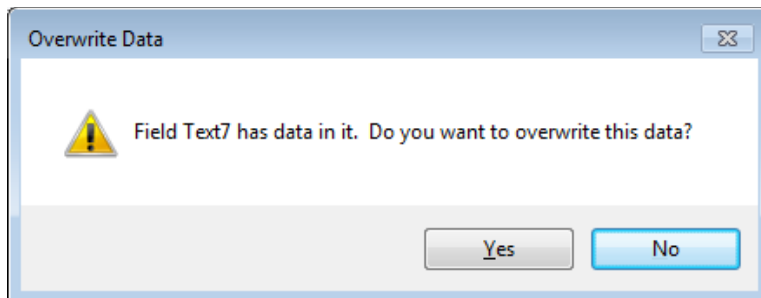 Overwrite Data
Field Text7 has data in it.  Do you want to overwrite this data?
Yes
No